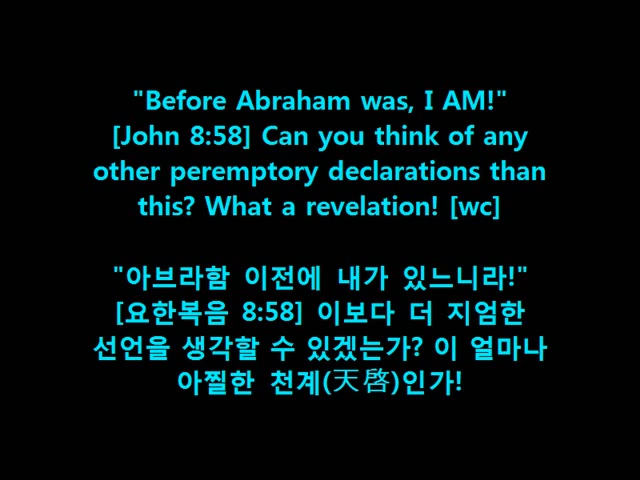 "Before Abraham was, I AM!"
[John 8:58] Can you think of any
other peremptory declarations than
this? What a revelation! [wc]
"아브라함 이전에 내가 있느니라!"
[요한복음 8:58] 이보다 더 지엄한
선언을 생각할 수 있겠는가? 이 얼마나
아찔한 천계(天啓)인가!